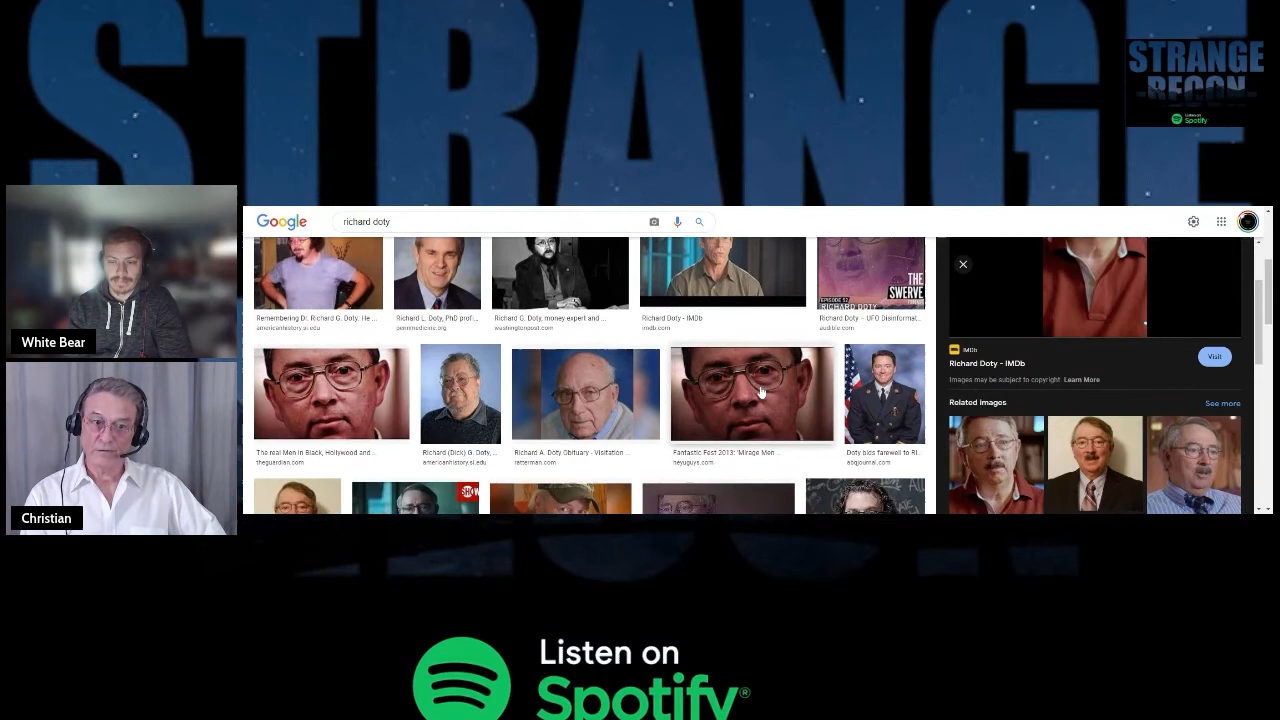 STRANGE
STRANGE
RECON
Listen on
Spotify
Google
richard doty
Remembering Dr. Richard G. Doty: He ...
americanhistory.si.edu
Richard L. Doty, PhD profi...
pennmedicine.org
Richard G. Doty, money expert and ...
washingtonpost.com
Richard Doty - IMDb
imdb.com
EPISODE 52
RICHARD DOTY
THE
SWERVE
Richard Doty - UFO Disinformat...
audible.com
IMDb
Richard Doty - IMDb
Visit
Images may be subject to copyright. Learn More
Related images
See more
White Bear
The real Men in Black, Hollywood and ...
theguardian.com
Richard (Dick) G. Doty, ...
americanhistory.si.edu
Richard A. Doty Obituary - Visitation ...
ratterman.com
Fantastic Fest 2013: 'Mirage Men ...
heyuguys.com
Doty bids farewell to RI...
abqjournal.com
Christian
Listen on
Spotify®